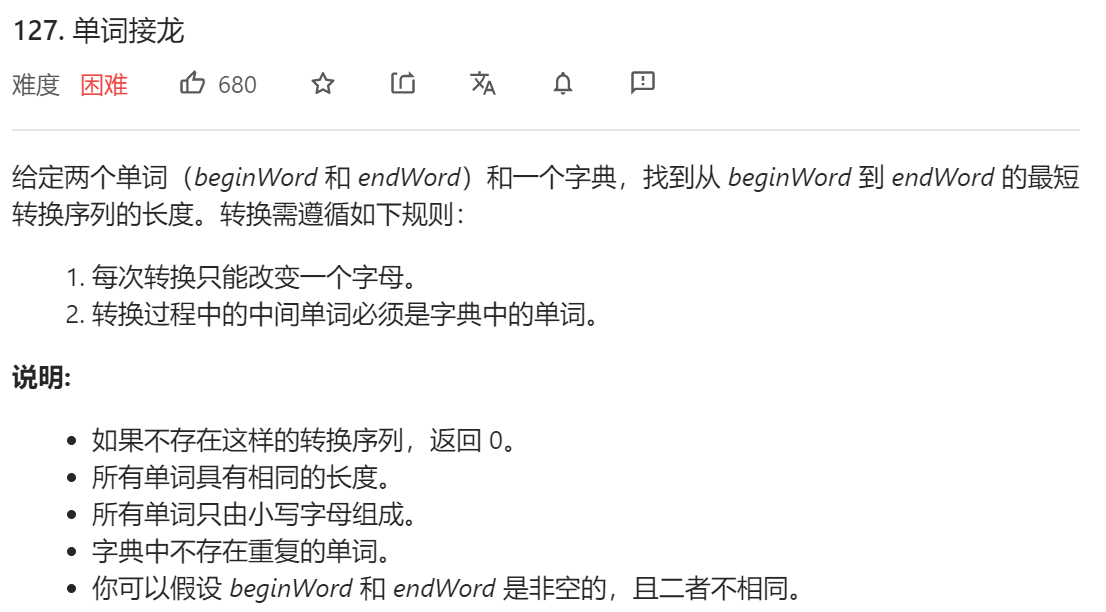 127. 单词接龙
难度 困难 680
给定两个单词（beginWord 和 endWord）和一个字典，找到从 beginWord 到 endWord 的最短
转换序列的长度。转换需遵循如下规则：
1. 每次转换只能改变一个字母。
2. 转换过程中的中间单词必须是字典中的单词。
说明:
• 如果不存在这样的转换序列，返回 0。
• 所有单词具有相同的长度。
• 所有单词只由小写字母组成。
• 字典中不存在重复的单词。
• 你可以假设 beginWord 和 endWord 是非空的，且二者不相同。